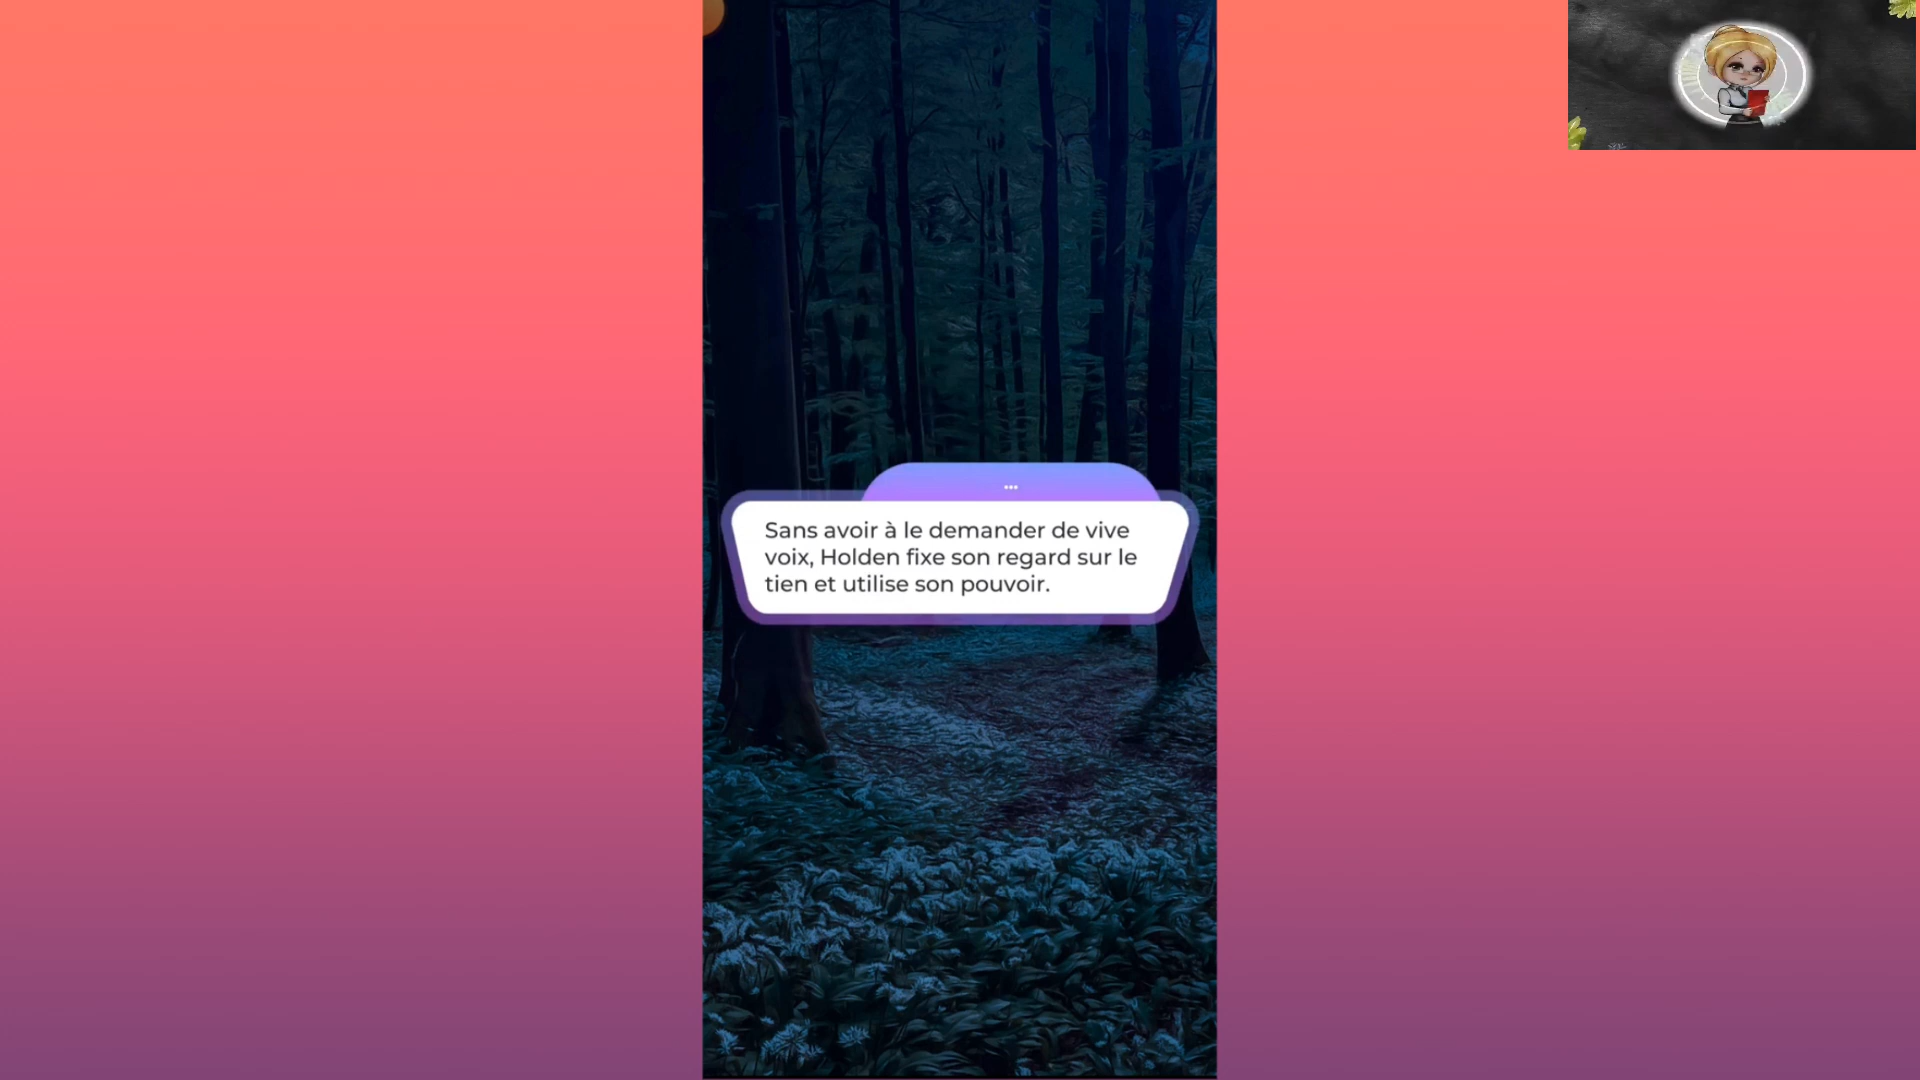 ...
Sans avoir à le demander de vive
voix, Holden fixe son regard sur le
tien et utilise son pouvoir.